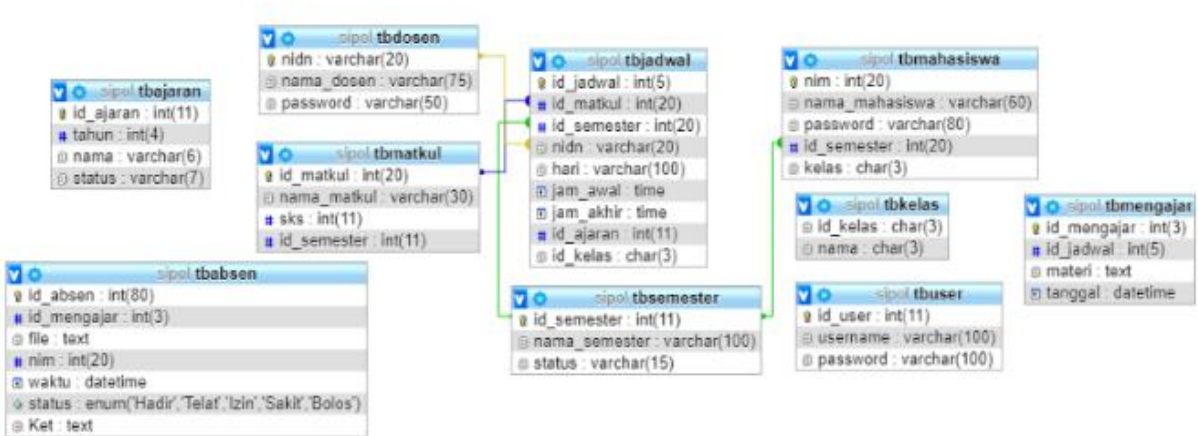 sipol tbdosen
nidn : varchar(20)
nama_dosen : varchar(75)
password : varchar(50)
sipol tbjadwal
id_jadwal : int(5)
id_matkul : int(20)
id_semester : int(20)
nidn : varchar(20)
hari : varchar(100)
jam_awal : time
jam_akhir : time
id_ajaran : int(11)
id_kelas : char(3)
sipol tbmahasiswa
nim : int(20)
nama_mahasiswa : varchar(60)
password : varchar(80)
id_semester : int(20)
kelas : char(3)
sipol tbajaran
id_ajaran : int(11)
tahun : int(4)
nama : varchar(6)
status : varchar(7)
sipol tbmatkul
id_matkul : int(20)
nama_matkul : varchar(30)
sks : int(11)
id_semester : int(11)
sipol tbkelas
id_kelas : char(3)
nama : char(3)
sipol tbmengajar
id_mengajar : int(3)
id_jadwal : int(5)
materi : text
tanggal : datetime
sipol tbabsen
id_absen : int(80)
id_mengajar : int(3)
file : text
nim : int(20)
waktu : datetime
status : enum('Hadir','Telat','Izin','Sakit','Bolos')
Ket : text
sipol tbsemester
id_semester : int(11)
nama_semester : varchar(100)
status : varchar(15)
sipol tbuser
id_user : int(11)
username : varchar(100)
password : varchar(100)